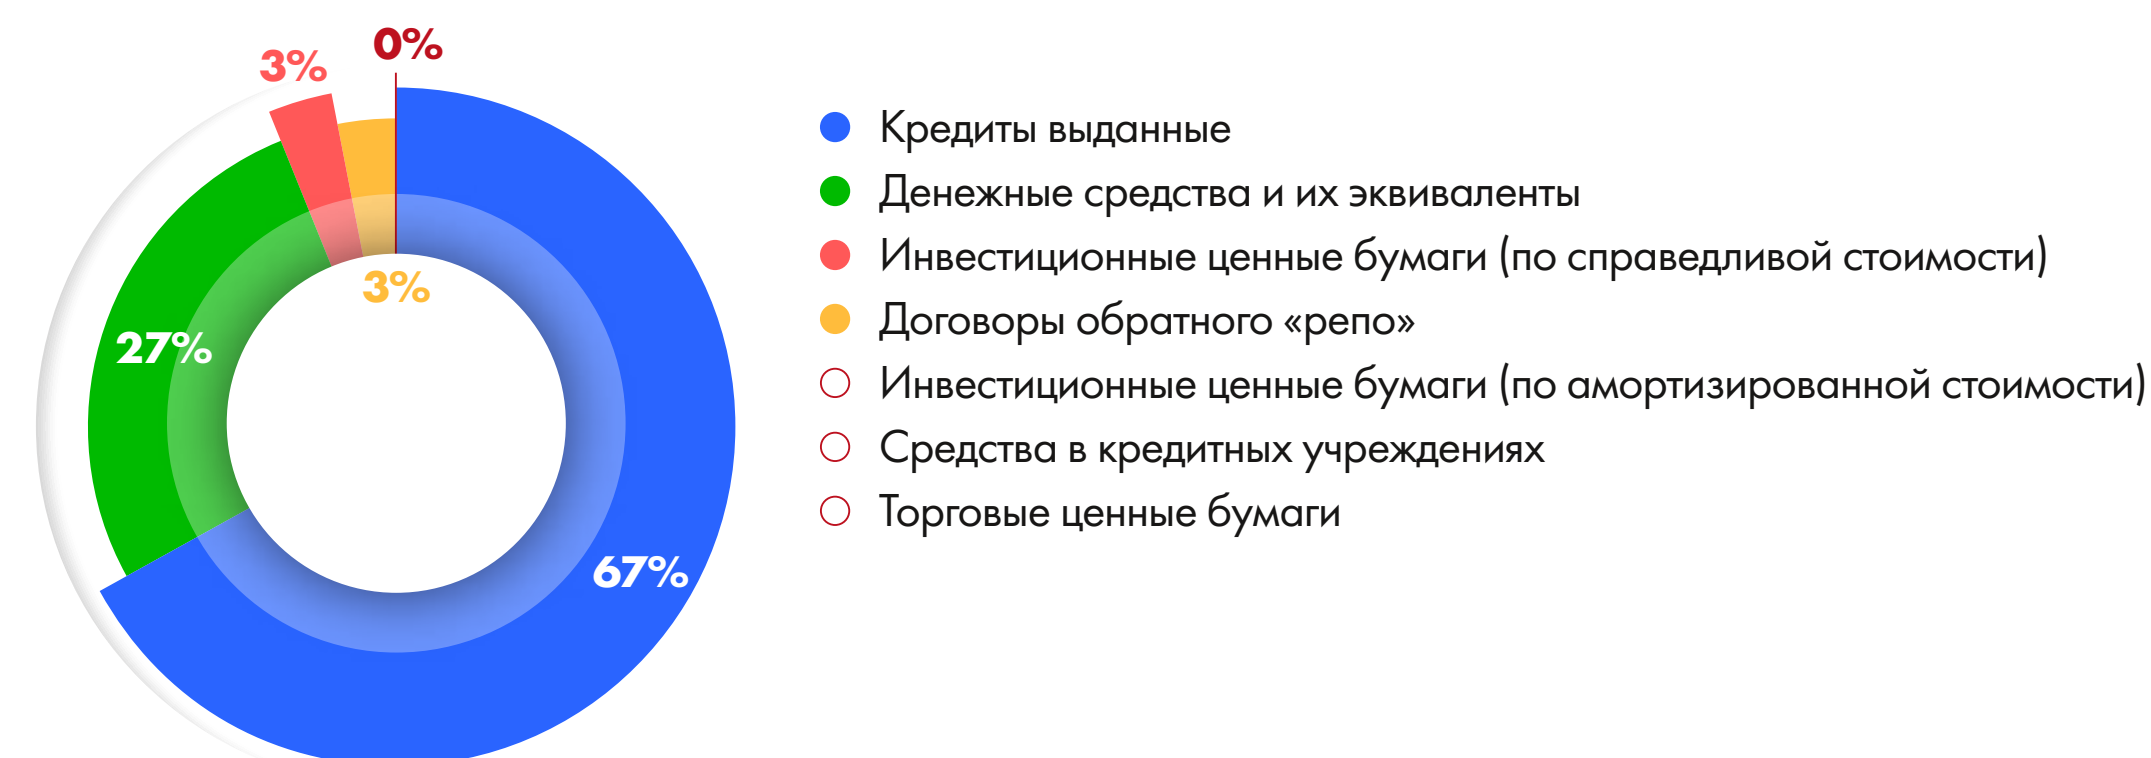 0%
3%
3%
27%
67%
Кредиты выданные
Денежные средства и их эквиваленты
Инвестиционные ценные бумаги (по справедливой стоимости)
Договоры обратного «репо»
Инвестиционные ценные бумаги (по амортизированной стоимости)
Средства в кредитных учреждениях
Торговые ценные бумаги